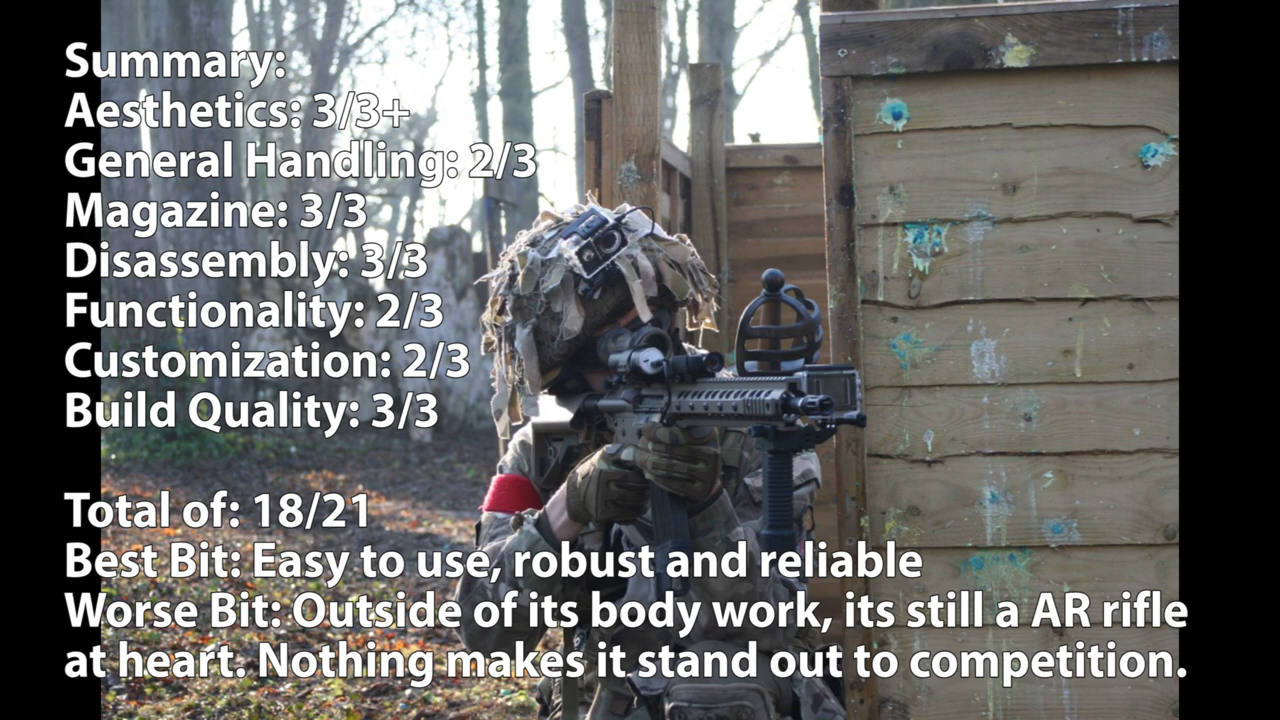 Summary:
Aesthetics: 3/3+
General Handling: 2/3
Magazine: 3/3
Disassembly: 3/3
Functionality: 2/3
Customization: 2/3
Build Quality: 3/3
Total of: 18/21
Best Bit: Easy to use, robust and reliable
Worse Bit: Outside of its body work, its still a AR rifle
at heart. Nothing makes it stand out to competition.